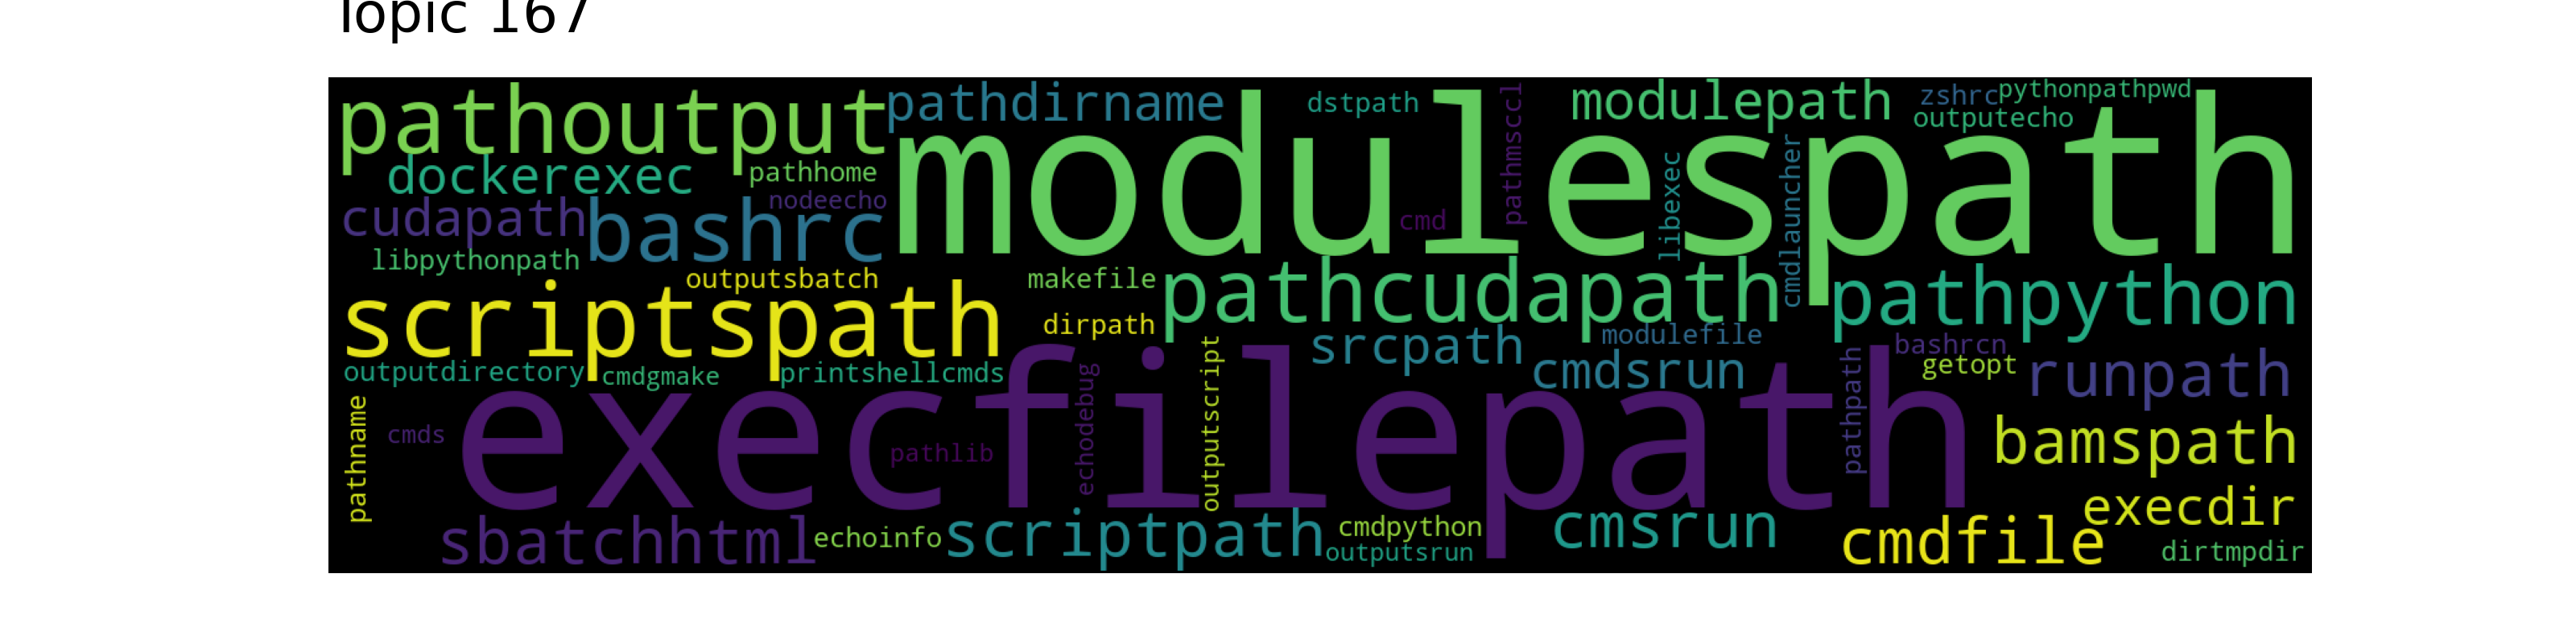 Topic 167
pathoutput pathdirname dstpath pathmsccl modulepath zshrc pythonpathpwd
outputecho
modulespath
dockerexec pathhome
nodeecho
cudapath bashrc cmd libexec cmdlauncher
libpythonpath
outputsbatch makefile pathcudapath pathpython
scriptspath dirpath
srcpath modulefile bashrcn
outputdirectory cmdgmake printshellcmds cmdsrun getopt runpath
execfilepath
pathname cmds pathlib echodebug outputscript pathpath bamspath
execdir
sbatchhtml echoinfo scriptpath cmdpython cmsrun cmdfile
outputsrun dirtmpdir